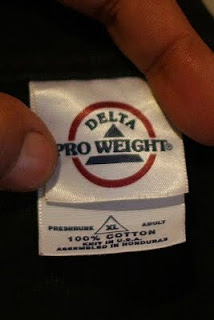 DELTA
PRO WEIGHT®
PRESHRUNK XL ADULT
100% COTTON
KNIT IN U.S.A.
ASSEMBLED IN HONDURAS